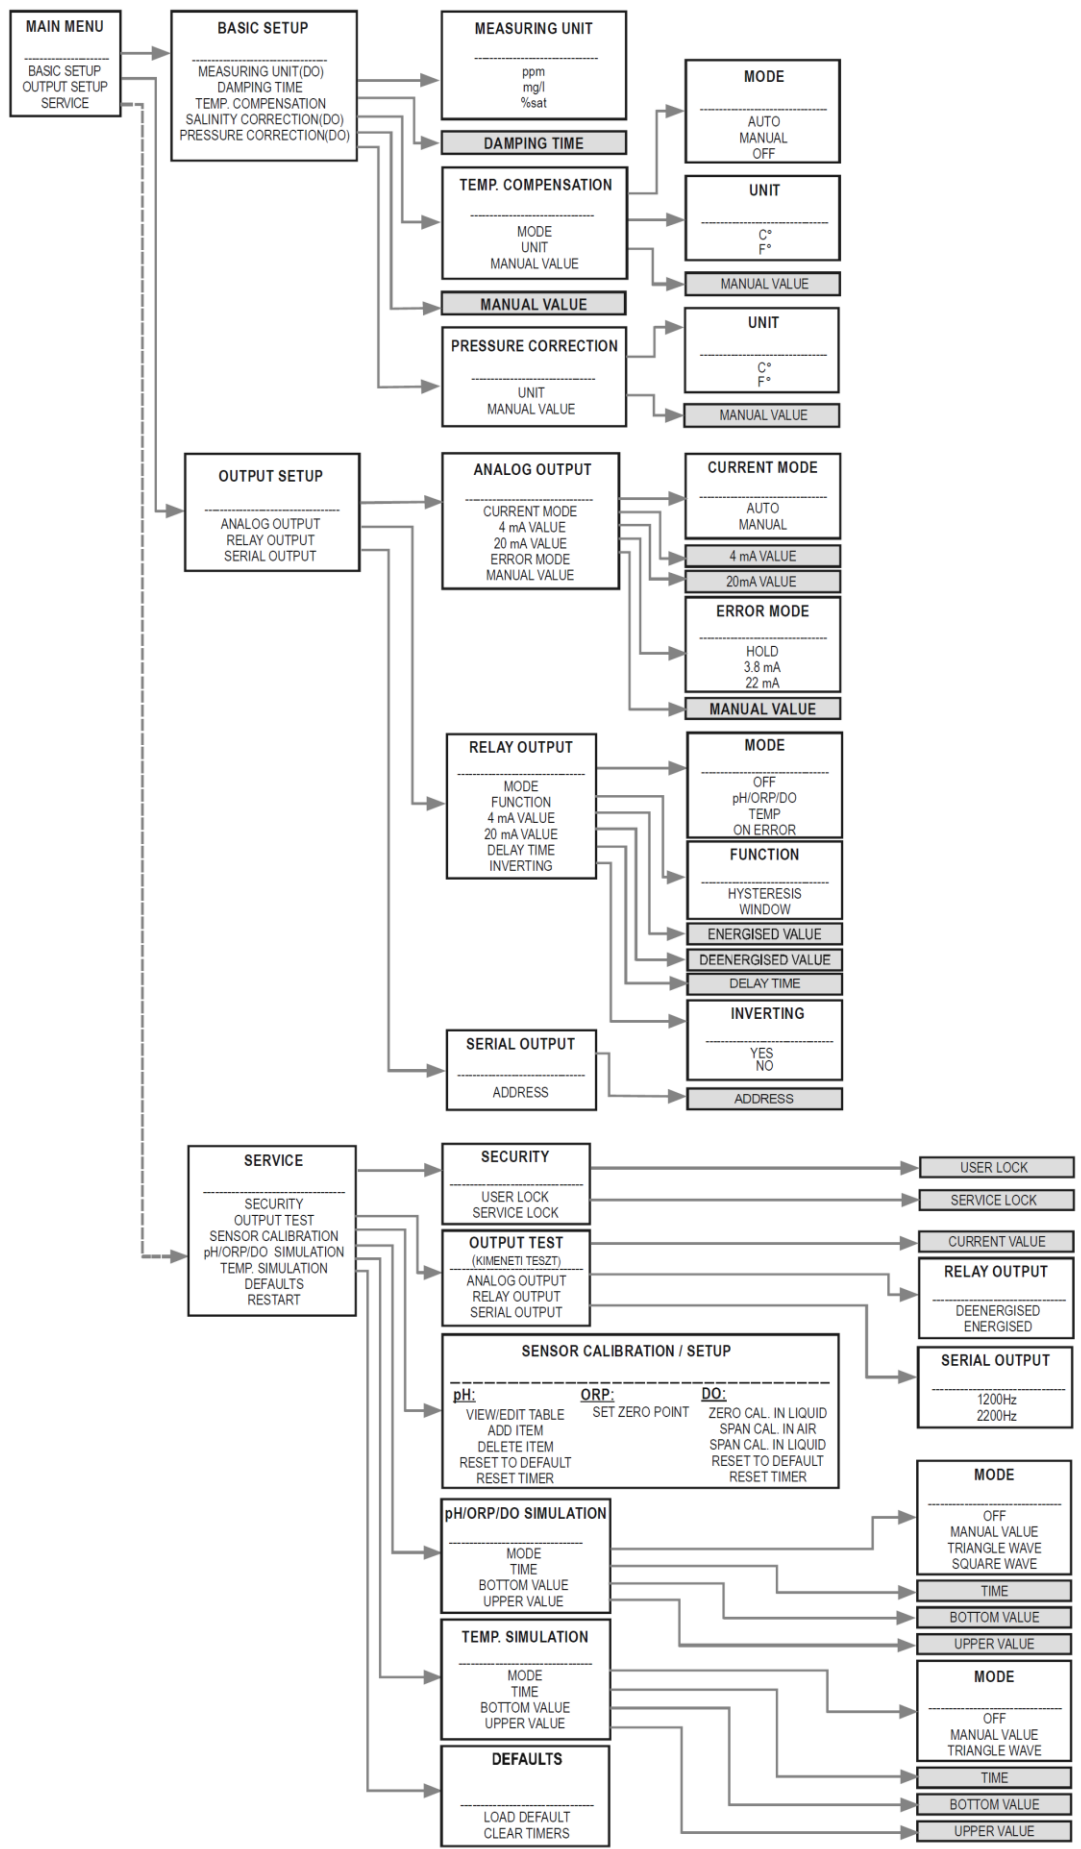 MAIN MENU
BASIC SETUP
OUTPUT SETUP
SERVICE
BASIC SETUP
MEASURING UNIT(DO)
DAMPING TIME
TEMP. COMPENSATION
SALINITY CORRECTION(DO)
PRESSURE CORRECTION(DO)
MEASURING UNIT
ppm
mg/l
%sat
DAMPING TIME
TEMP. COMPENSATION
MODE
UNIT
MANUAL VALUE
MODE
AUTO
MANUAL
OFF
UNIT
C°
F°
MANUAL VALUE
MANUAL VALUE
PRESSURE CORRECTION
UNIT
MANUAL VALUE
UNIT
C°
F°
MANUAL VALUE
OUTPUT SETUP
ANALOG OUTPUT
RELAY OUTPUT
SERIAL OUTPUT
ANALOG OUTPUT
CURRENT MODE
4 mA VALUE
20 mA VALUE
ERROR MODE
MANUAL VALUE
CURRENT MODE
AUTO
MANUAL
4 mA VALUE
20mA VALUE
ERROR MODE
HOLD
3.8 mA
22 mA
MANUAL VALUE
RELAY OUTPUT
MODE
FUNCTION
4 mA VALUE
20 mA VALUE
DELAY TIME
INVERTING
MODE
OFF
pH/ORP/DO
TEMP
ON ERROR
FUNCTION
HYSTERESIS
WINDOW
ENERGISED VALUE
DEENERGISED VALUE
DELAY TIME
INVERTING
YES
NO
SERIAL OUTPUT
ADDRESS
ADDRESS
SERVICE
SECURITY
OUTPUT TEST
SENSOR CALIBRATION
pH/ORP/DO SIMULATION
TEMP. SIMULATION
DEFAULTS
RESTART
SECURITY
USER LOCK
SERVICE LOCK
USER LOCK
SERVICE LOCK
OUTPUT TEST
(KIMENETI TESZT)
ANALOG OUTPUT
RELAY OUTPUT
SERIAL OUTPUT
CURRENT VALUE
RELAY OUTPUT
DEENERGISED
ENERGISED
SERIAL OUTPUT
1200Hz
2200Hz
SENSOR CALIBRATION / SETUP
pH:
VIEW/EDIT TABLE
ADD ITEM
DELETE ITEM
RESET TO DEFAULT
RESET TIMER
ORP:
SET ZERO POINT
DO:
ZERO CAL. IN LIQUID
SPAN CAL. IN AIR
SPAN CAL. IN LIQUID
RESET TO DEFAULT
RESET TIMER
pH/ORP/DO SIMULATION
MODE
TIME
BOTTOM VALUE
UPPER VALUE
MODE
OFF
MANUAL VALUE
TRIANGLE WAVE
SQUARE WAVE
TIME
BOTTOM VALUE
UPPER VALUE
TEMP. SIMULATION
MODE
TIME
BOTTOM VALUE
UPPER VALUE
MODE
OFF
MANUAL VALUE
TRIANGLE WAVE
TIME
BOTTOM VALUE
UPPER VALUE
DEFAULTS
LOAD DEFAULT
CLEAR TIMERS